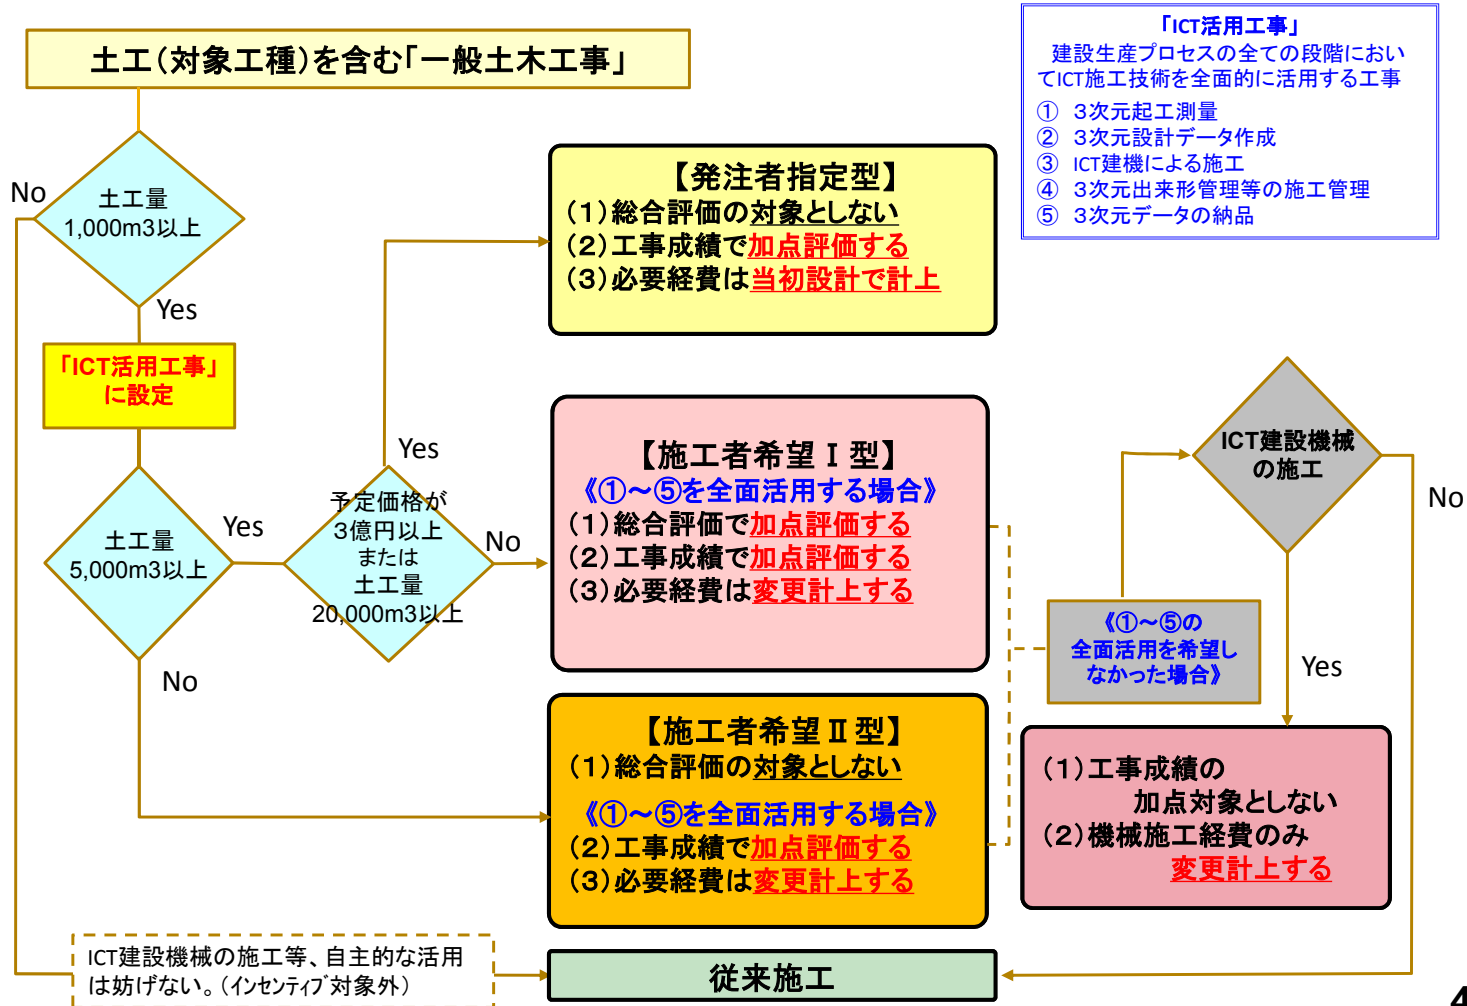 土工(対象工種)を含む「一般土木工事」
「ICT活用工事」
建設生産プロセスの全ての段階におい
てICT施工技術を全面的に活用する工事
① 3次元起工測量
② 3次元設計データ作成
③ ICT建機による施工
④ 3次元出来形管理等の施工管理
⑤ 3次元データの納品
No
土工量
1,000m3以上
Yes
「ICT活用工事」
に設定
土工量
5,000m3以上
Yes
No
予定価格が
3億円以上
または
土工量
20,000m3以上
Yes
No
【発注者指定型】
(1)総合評価の対象としない
(2)工事成績で加点評価する
(3)必要経費は当初設計で計上
【施工者希望Ⅰ型】
《①～⑤を全面活用する場合》
(1)総合評価で加点評価する
(2)工事成績で加点評価する
(3)必要経費は変更計上する
【施工者希望Ⅱ型】
(1)総合評価の対象としない
《①～⑤を全面活用する場合》
(2)工事成績で加点評価する
(3)必要経費は変更計上する
《①～⑤の
全面活用を希望し
なかった場合》
ICT建設機械
の施工
No
Yes
(1)工事成績の
加点対象としない
(2)機械施工経費のみ
変更計上する
ICT建設機械の施工等、自主的な活用
は妨げない。(インセンティブ対象外)
従来施工
4